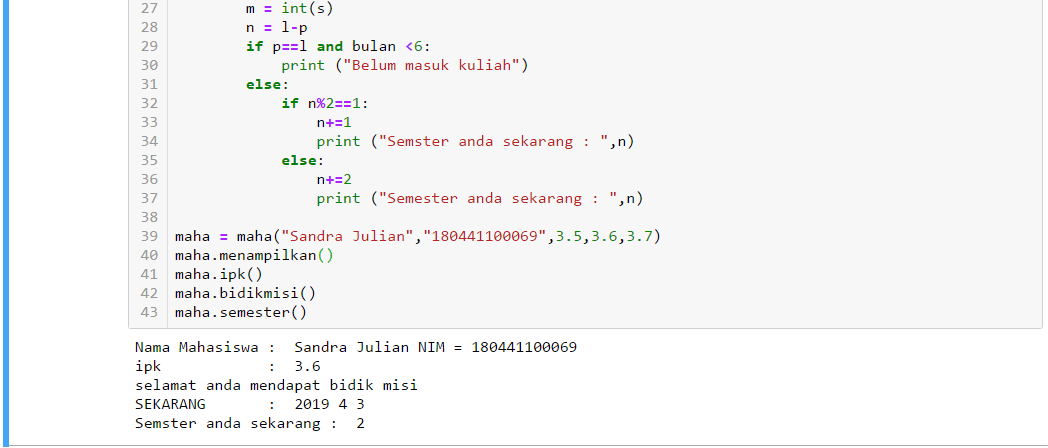 27 m = int(s)
28 n = l-p
29 if p==l and bulan <6:
30 print ("Belum masuk kuliah")
31 else:
32 if n%2==1:
33 n+=1
34 print ("Semster anda sekarang : ",n)
35 else:
36 n+=2
37 print ("Semester anda sekarang : ",n)
38
39 maha = maha("Sandra Julian","180441100069",3.5,3.6,3.7)
40 maha.menampilkan()
41 maha.ipk()
42 maha.bidikmisi()
43 maha.semester()
Nama Mahasiswa :  Sandra Julian NIM = 180441100069
ipk            :  3.6
selamat anda mendapat bidik misi
SEKARANG       :  2019 4 3
Semster anda sekarang :  2